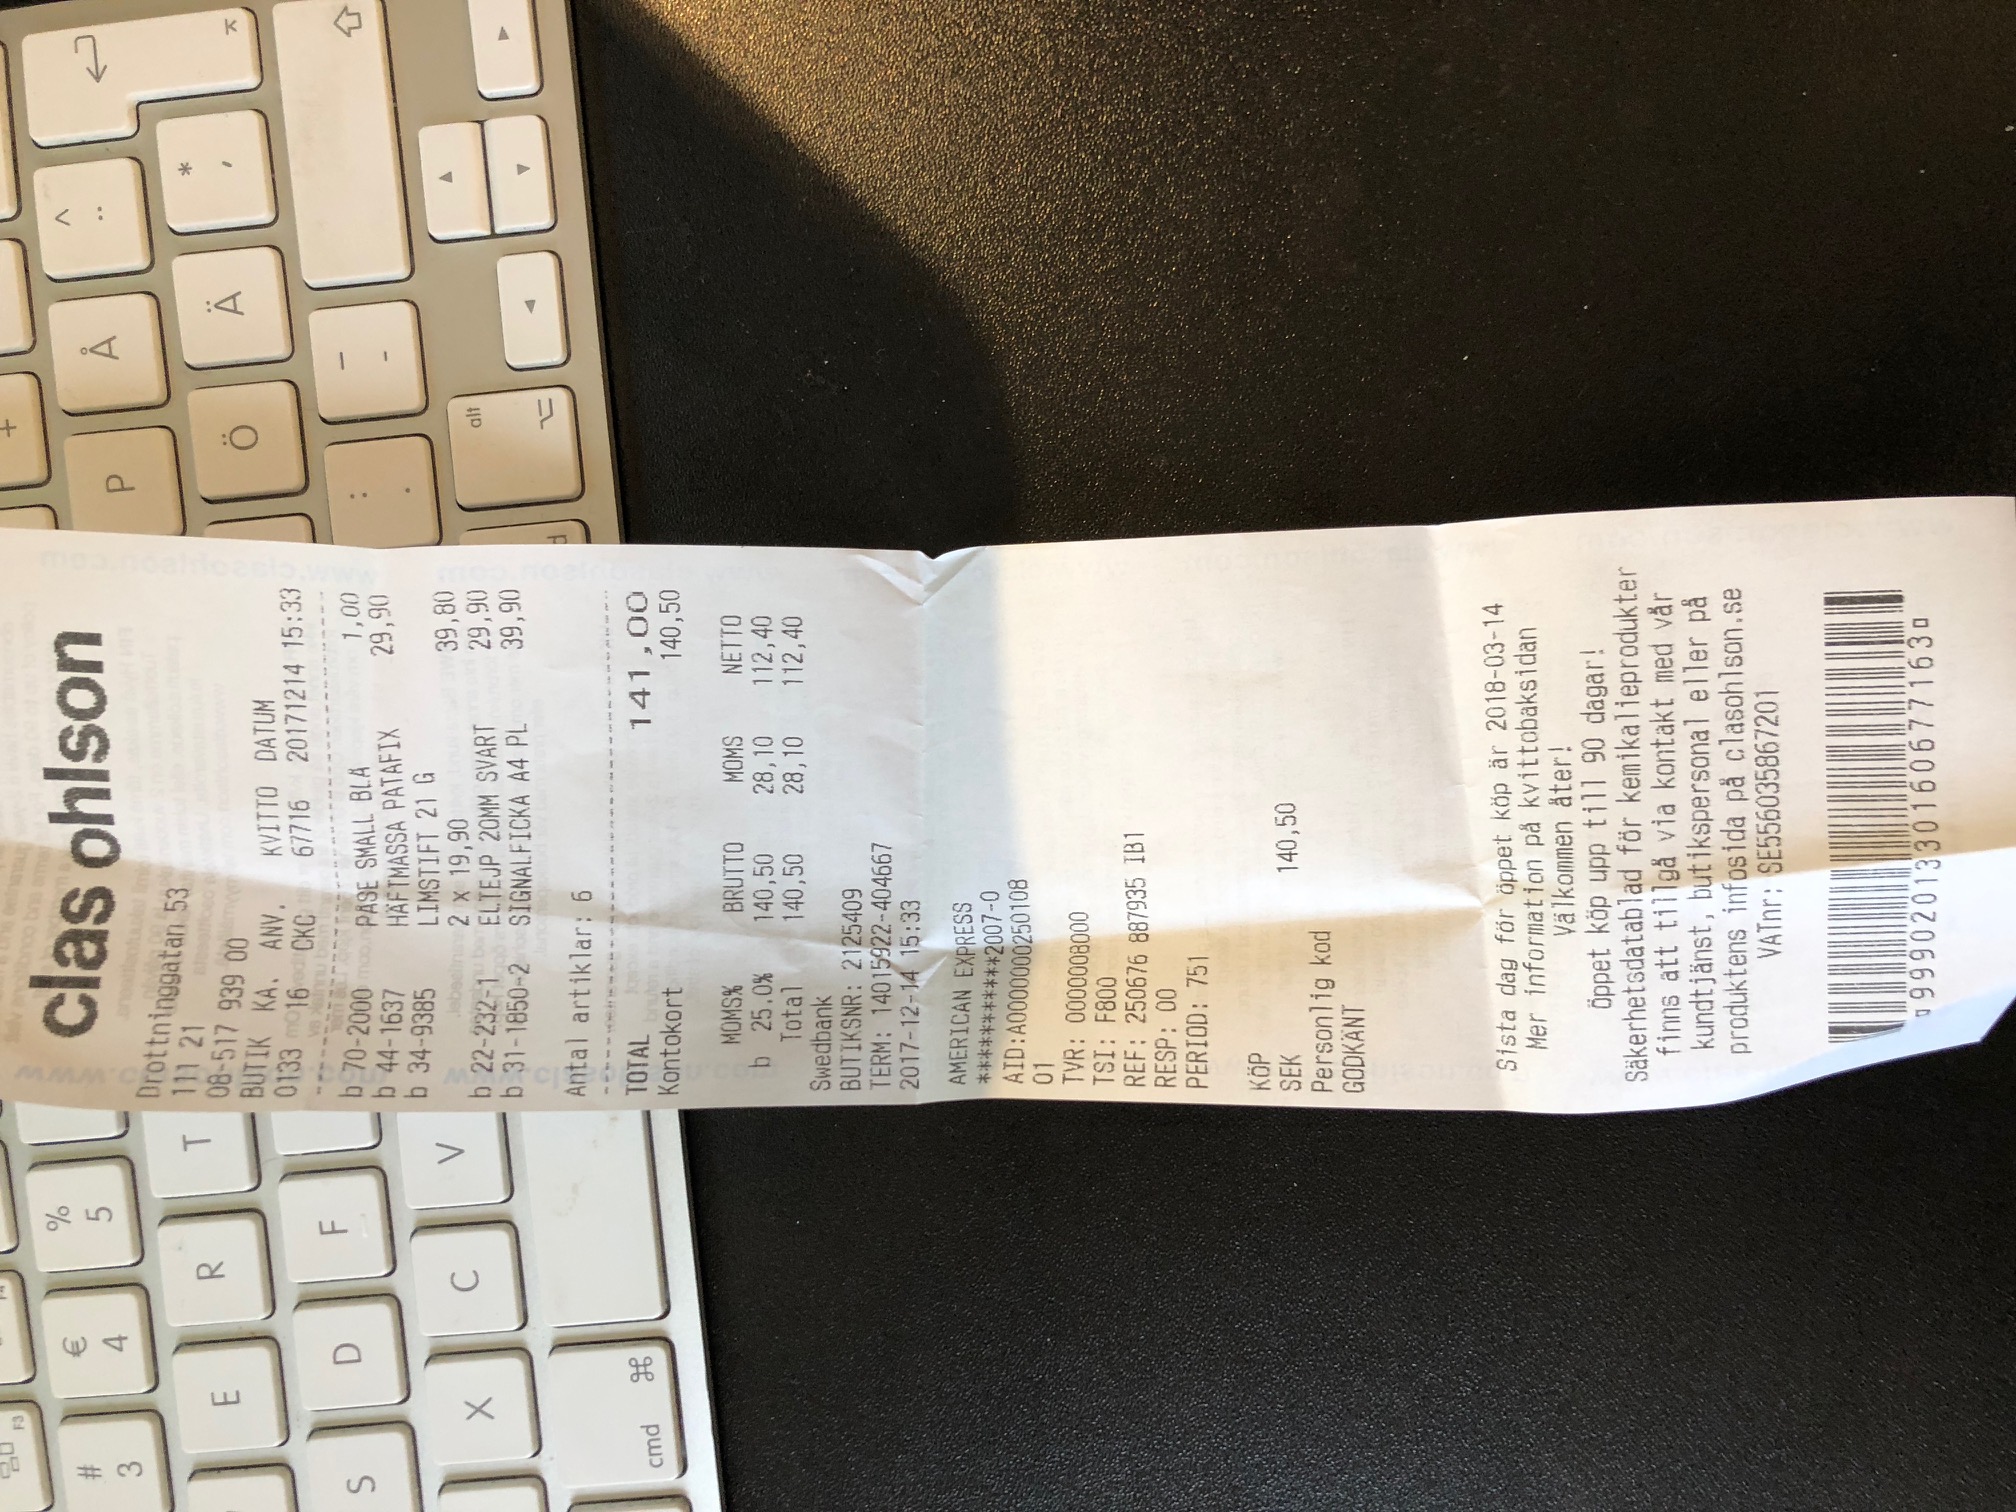 clas ohlson
Drottninggatan 53
111 21
08-517 939 00
BUTIK KA. ANV. KVITTO DATUM
0133 16 CKC 67716 20171214 15:33
b 70-2000 PÅSE SMALL BLÅ 1,00
b 44-1637 HÄFTMASSA PATAFIX 29,90
b 34-9385 LIMSTIFT 21 G
2 x 19,90 39,80
b 22-232-1 ELTEJP 20MM SVART 29,90
b 31-1850-2 SIGNALFICKA A4 PL 39,90
Antal artiklar: 6
TOTAL 141,00
Kontokort 140,50
MOMS% BRUTTO MOMS NETTO
b 25.0% 140,50 28,10 112,40
Total 140,50 28,10 112,40
Swedbank
BUTIKSNR: 2125409
TERM: 14015922-404667
2017-12-14 15:33
AMERICAN EXPRESS
***********2007-0
AID:A0000000250108
01
TVR: 0000008000
TSI: F800
REF: 250676 887935 IB1
RESP: 00
PERIOD: 751
KÖP
SEK 140,50
Personlig kod
GODKÄNT
Sista dag för öppet köp är 2018-03-14
Mer information på kvittobaksidan
Välkommen åter!
öppet köp upp till 90 dagar!
Säkerhetsdatablad för kemikalieprodukter
finns att tillgå via kontakt med vår
kundtjänst, butikspersonal eller på
produktens infosida på clasohlson.se
VATnr: SE556035867201
99902013301606771630
F3
# € %
3 4 5
E R T
S D F
X C V
cmd ⌘
+
P Å ^ ¨
Ö Ä * '
: . _ -
alt